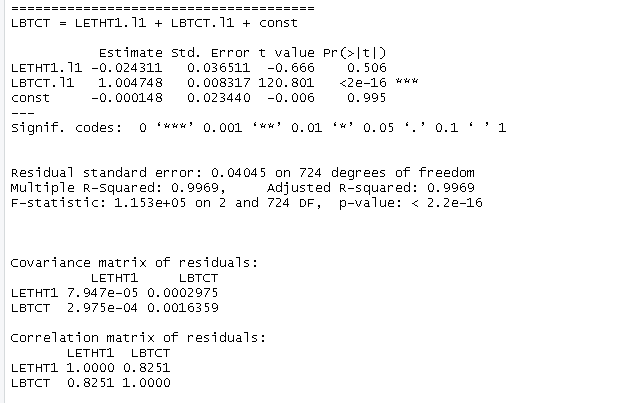 ======================================
LBTCT = LETHT1.l1 + LBTCT.l1 + const
Estimate Std. Error t value Pr(>|t|)
LETHT1.l1 -0.024311 0.036511 -0.666 0.506
LBTCT.l1 1.004748 0.008317 120.801 <2e-16 ***
const -0.000148 0.023440 -0.006 0.995
---
Signif. codes: 0 ‘***’ 0.001 ‘**’ 0.01 ‘*’ 0.05 ‘.’ 0.1 ‘ ’ 1
Residual standard error: 0.04045 on 724 degrees of freedom
Multiple R-Squared: 0.9969, Adjusted R-squared: 0.9969
F-statistic: 1.153e+05 on 2 and 724 DF, p-value: < 2.2e-16
Covariance matrix of residuals:
LETHT1 LBTCT
LETHT1 7.947e-05 0.0002975
LBTCT 2.975e-04 0.0016359
Correlation matrix of residuals:
LETHT1 LBTCT
LETHT1 1.0000 0.8251
LBTCT 0.8251 1.0000